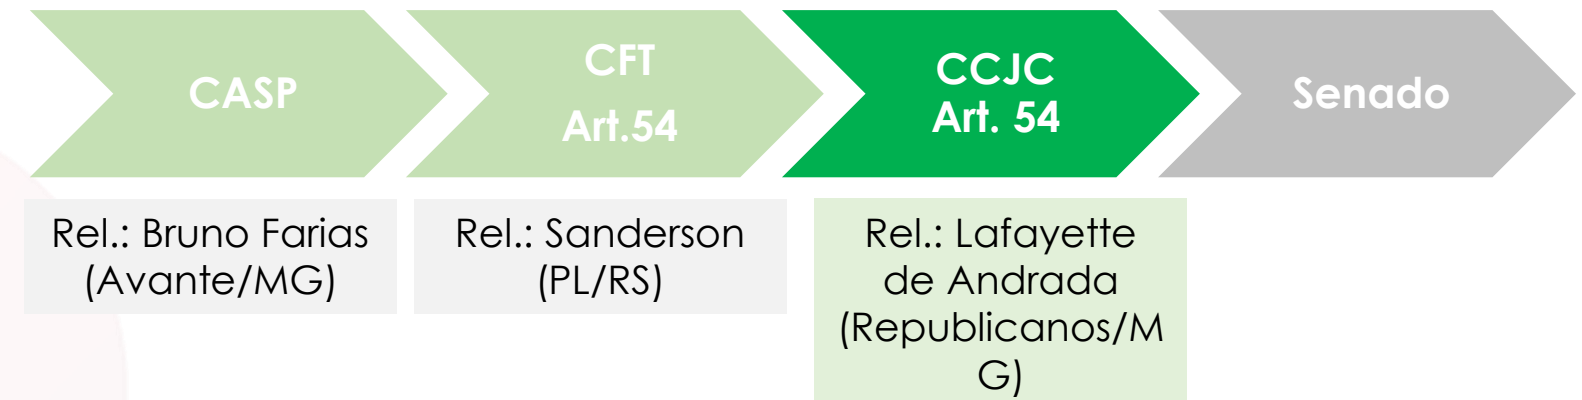 CASP
CFT
Art.54
CCJC
Art. 54
Senado
Rel.: Bruno Farias
(Avante/MG)
Rel.: Sanderson
(PL/RS)
Rel.: Lafayette
de Andrada
(Republicanos/M
G)